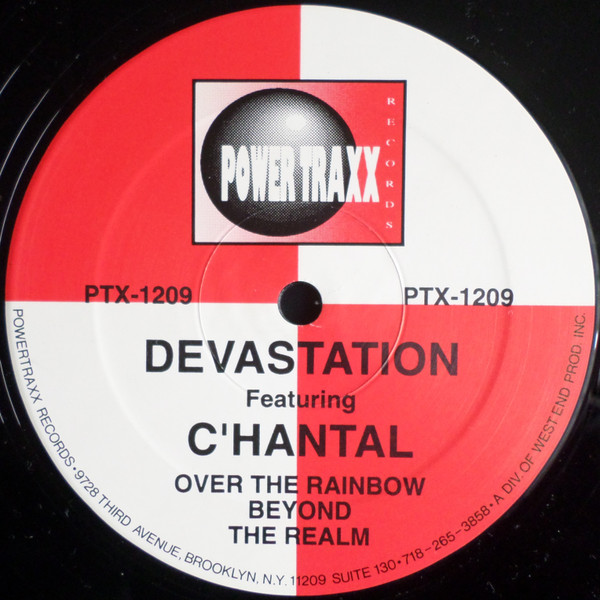 POWER TRAXX
RECORDS
PTX-1209
PTX-1209
DEVASTATION
Featuring
C'HANTAL
OVER THE RAINBOW
BEYOND
THE REALM
POWERTRAXX RECORDS • 9728 THIRD AVENUE, BROOKLYN, N.Y. 11209 SUITE 130 • 718-265-3858 • A DIV. OF WEST END PROD. INC.